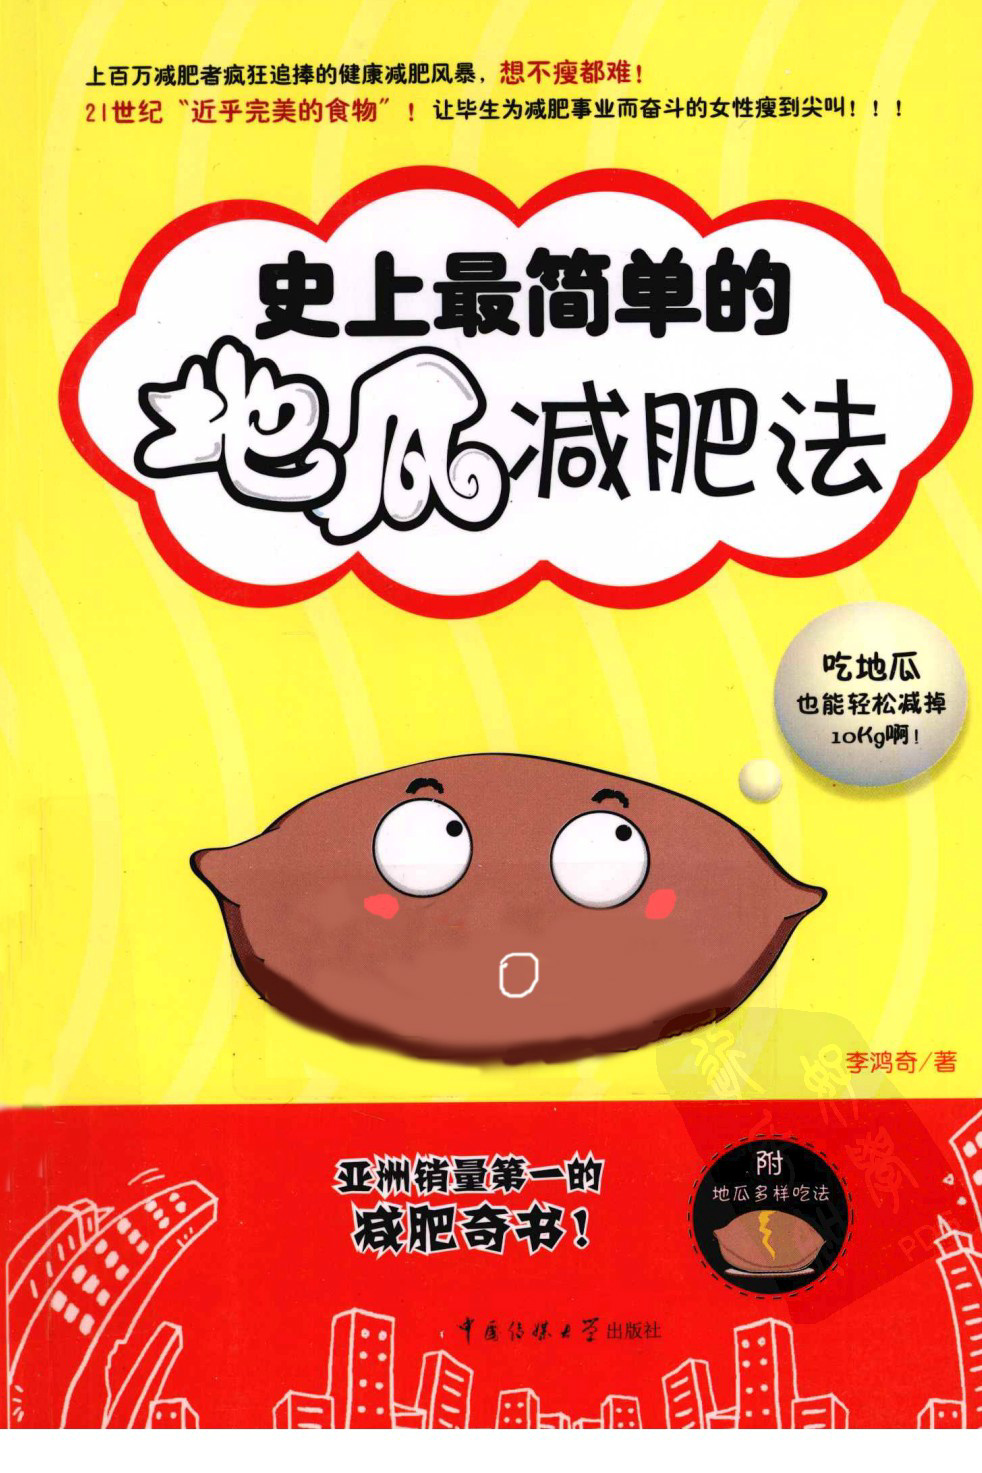 上百万减肥者疯狂追捧的健康减肥风暴，想不瘦都难！
21世纪“近乎完美的食物”！让毕生为减肥事业而奋斗的女性瘦到尖叫！！！
史上最简单的
地瓜减肥法
吃地瓜
也能轻松减掉
10Kg啊！
李鸿奇/著
亚洲销量第一的
减肥奇书！
附
地瓜多样吃法
中国传媒大学出版社